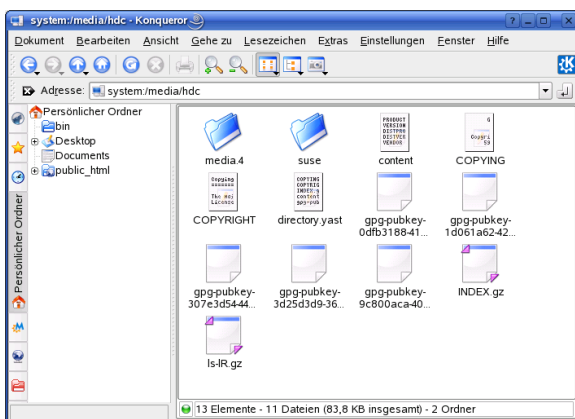 system:/media/hdc - Konqueror
Dokument Bearbeiten Ansicht Gehe zu Lesezeichen Extras Einstellungen Fenster Hilfe
Adresse: system:/media/hdc
Persönlicher Ordner
bin
Desktop
Documents
public_html
Persönlicher Ordner
media.4 suse content COPYING
COPYRIGHT directory.yast gpg-pubkey-0dfb3188-41... gpg-pubkey-1d061a62-42...
gpg-pubkey-307e3d54-44... gpg-pubkey-3d25d3d9-36... gpg-pubkey-9c800aca-40... INDEX.gz
ls-lR.gz
13 Elemente - 11 Dateien (83,8 KB insgesamt) - 2 Ordner